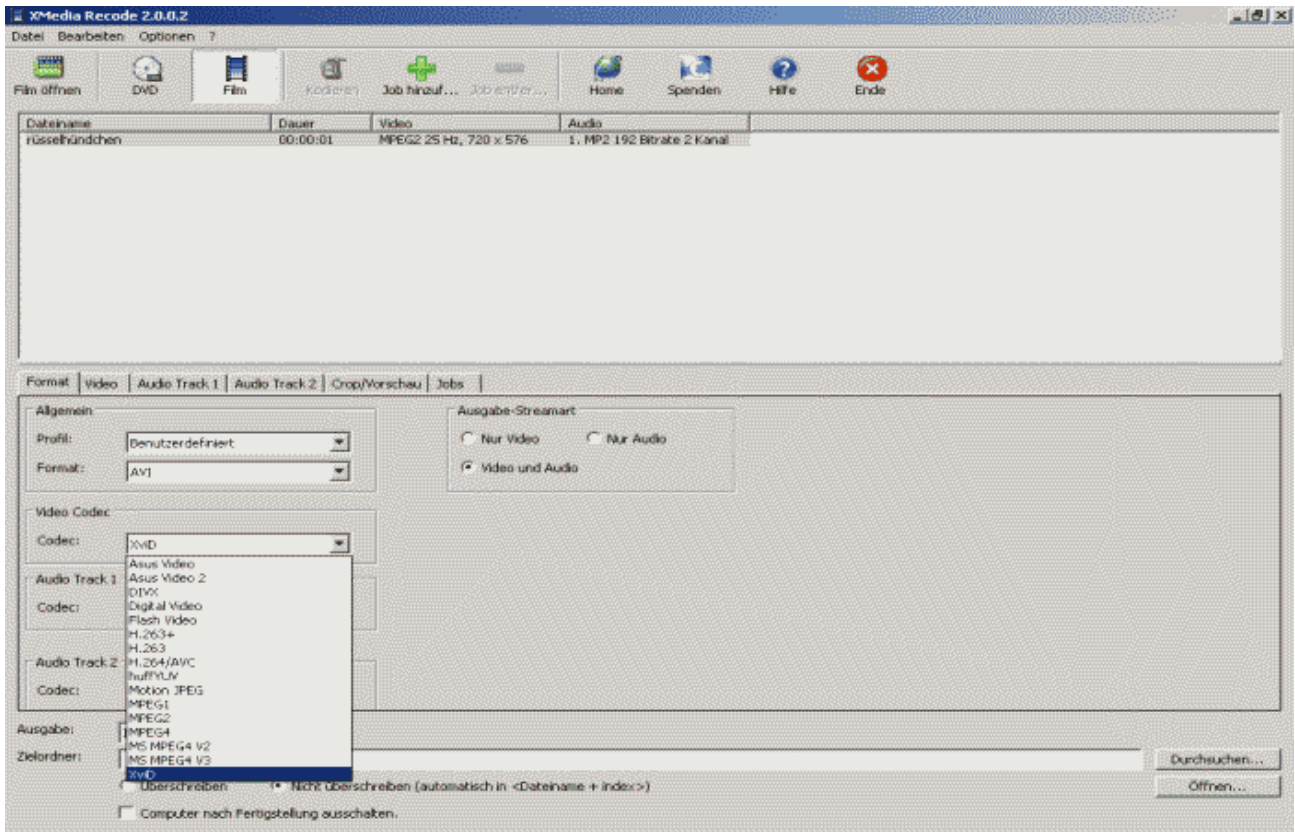 XMedia Recode 2.0.0.2
Datei Bearbeiten Optionen ?
Film öffnen DVD Film Kodieren Job hinzuf... Job entfer... Home Spenden Hilfe Ende
Dateiname Dauer Video Audio
rüsselhündchen 00:00:01 MPEG2 25 Hz, 720 x 576 1. MP2 192 Bitrate 2 Kanal
Format Video Audio Track 1 Audio Track 2 Crop/Vorschau Jobs
Allgemein Ausgabe-Streamart
Profil: Benutzerdefiniert Nur Video Nur Audio
Format: AVI Video und Audio
Video Codec
Codec: XviD
Asus Video
Audio Track 1 Asus Video 2
DIVX
Codec: Digital Video
Flash Video
H.263+
H.263
Audio Track 2 H.264/AVC
huffYUV
Codec: Motion JPEG
MPEG1
MPEG2
Ausgabe: MPEG4
MS MPEG4 V2
Zielordner: MS MPEG4 V3 Durchsuchen...
XviD
Überschreiben Nicht überschreiben (automatisch in <Dateiname + index>) Öffnen...
Computer nach Fertigstellung ausschalten.